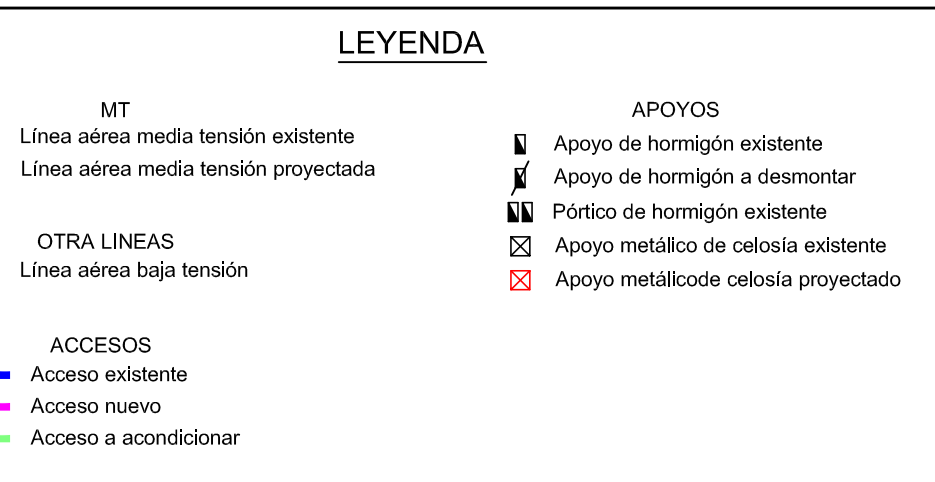 LEYENDA
MT
Línea aérea media tensión existente
Línea aérea media tensión proyectada
OTRA LINEAS
Línea aérea baja tensión
ACCESOS
Acceso existente
Acceso nuevo
Acceso a acondicionar
APOYOS
Apoyo de hormigón existente
Apoyo de hormigón a desmontar
Pórtico de hormigón existente
Apoyo metálico de celosía existente
Apoyo metálicode celosía proyectado